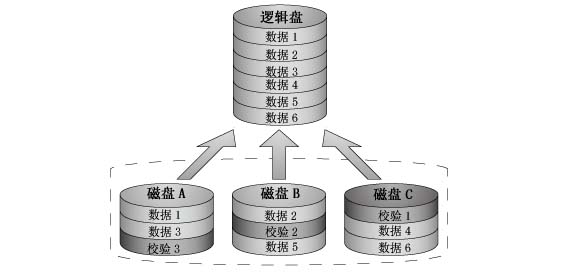 逻辑盘
数据 1
数据 2
数据 3
数据 4
数据 5
数据 6
磁盘 A
数据 1
数据 3
校验 3
磁盘 B
数据 2
校验 2
数据 5
磁盘 C
校验 1
数据 4
数据 6